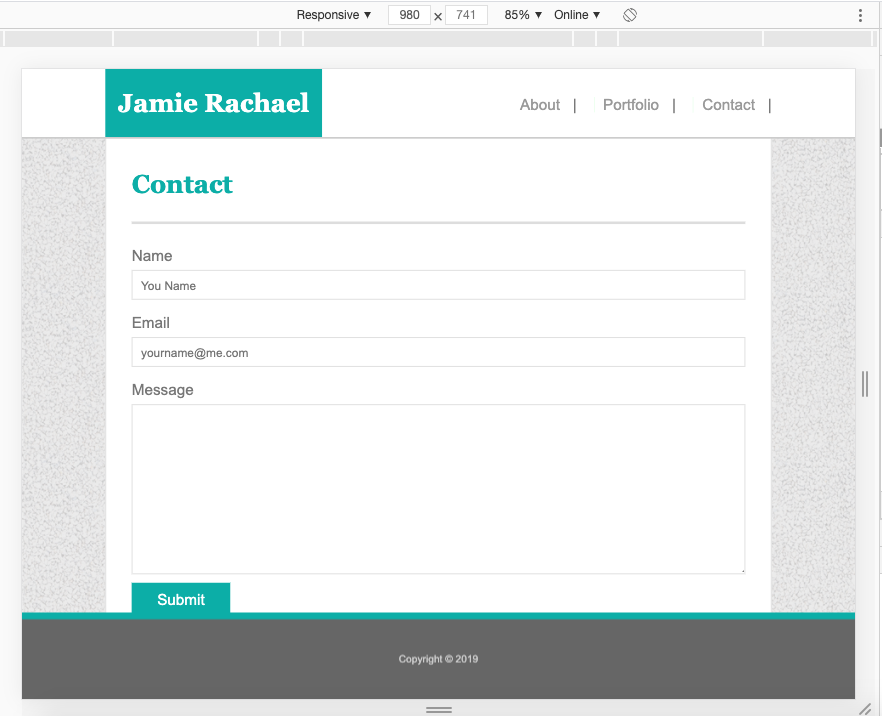 Responsive ▼ 980 × 741 85% ▼ Online ▼
Jamie Rachael
About | Portfolio | Contact |
Contact
Name
You Name
Email
yourname@me.com
Message
Submit
Copyright © 2019